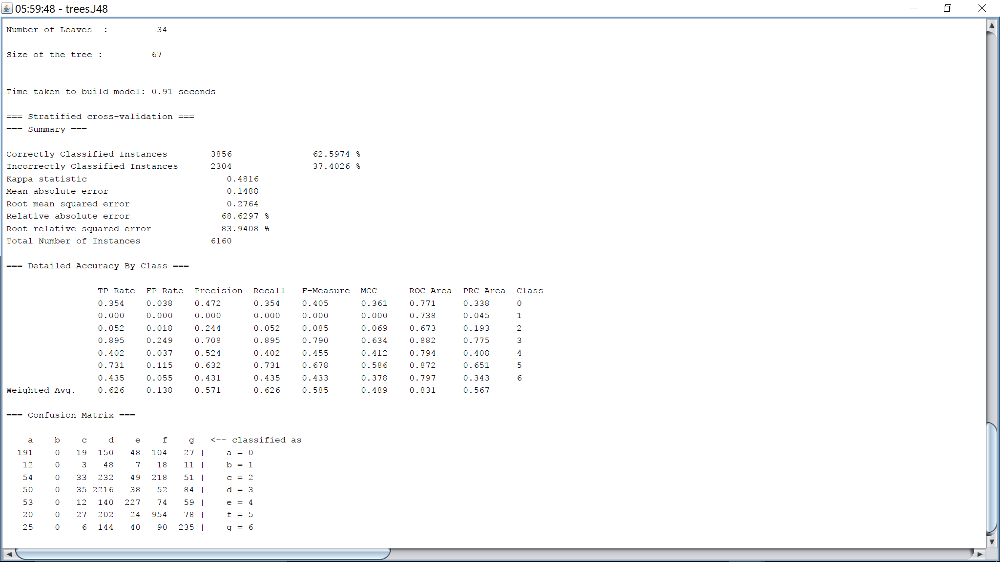 05:59:48 - trees.J48
Number of Leaves  :         34
Size of the tree :         67
Time taken to build model: 0.91 seconds
=== Stratified cross-validation ===
=== Summary ===
Correctly Classified Instances        3856               62.5974 %
Incorrectly Classified Instances      2304               37.4026 %
Kappa statistic                          0.4816
Mean absolute error                      0.1488
Root mean squared error                  0.2764
Relative absolute error                 68.6297 %
Root relative squared error             83.9408 %
Total Number of Instances             6160
=== Detailed Accuracy By Class ===
                 TP Rate  FP Rate  Precision  Recall   F-Measure  MCC      ROC Area  PRC Area  Class
                 0.354    0.038    0.472      0.354    0.405      0.361    0.771     0.338     0
                 0.000    0.000    0.000      0.000    0.000      0.000    0.738     0.045     1
                 0.052    0.018    0.244      0.052    0.085      0.069    0.673     0.193     2
                 0.895    0.249    0.708      0.895    0.790      0.634    0.882     0.775     3
                 0.402    0.037    0.524      0.402    0.455      0.412    0.794     0.408     4
                 0.731    0.115    0.632      0.731    0.678      0.586    0.872     0.651     5
                 0.435    0.055    0.431      0.435    0.433      0.378    0.797     0.343     6
Weighted Avg.    0.626    0.138    0.571      0.626    0.585      0.489    0.831     0.567
=== Confusion Matrix ===
    a    b    c    d    e    f    g   <-- classified as
  191    0   19  150   48  104   27 |    a = 0
   12    0    3   48    7   18   11 |    b = 1
   54    0   33  232   49  218   51 |    c = 2
   50    0   35 2216   38   52   84 |    d = 3
   53    0   12  140  227   74   59 |    e = 4
   20    0   27  202   24  954   78 |    f = 5
   25    0    6  144   40   90  235 |    g = 6